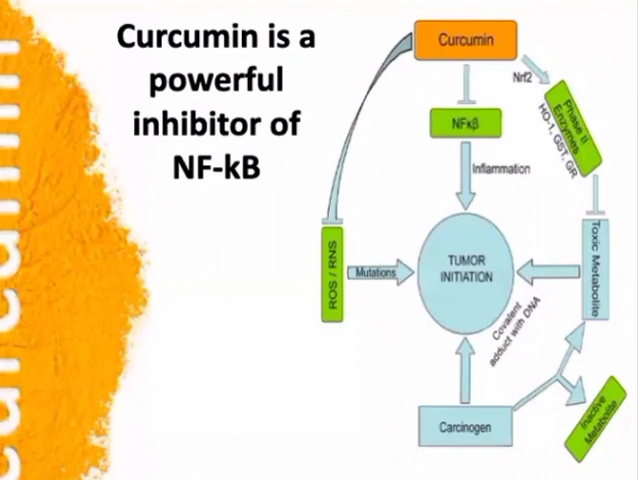 Curcumin is a
powerful
inhibitor of
NF-kB
Curcumin
Nrf2
Phase II
Enzymes
HO-1, GST, GR
NFκβ
Inflammation
ROS / RNS
Mutations
TUMOR
INITIATION
Toxic Metabolite
Covalent
adduct with DNA
Carcinogen
Inactive
Metabolite